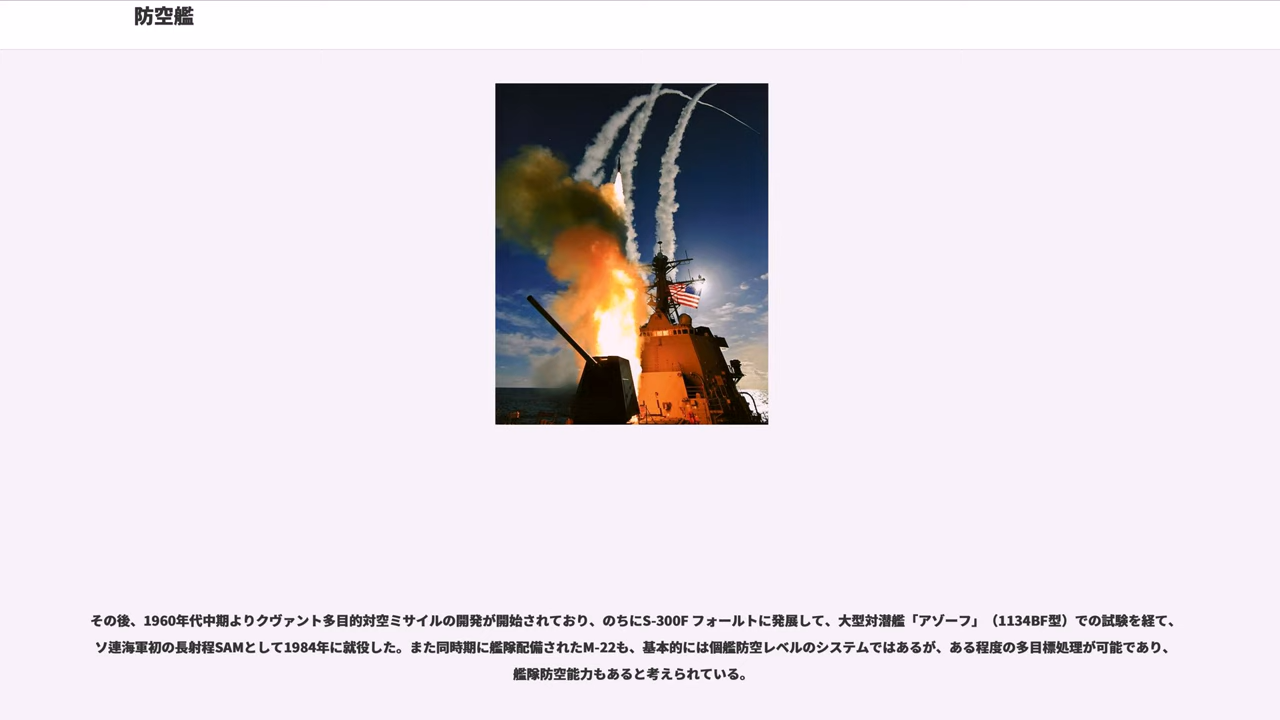 防空艦
その後、1960年代中期よりクヴァント多目的対空ミサイルの開発が開始されており、のちにS-300F フォールトに発展して、大型対潜艦「アゾーフ」（1134BF型）での試験を経て、
ソ連海軍初の長射程SAMとして1984年に就役した。また同時期に艦隊配備されたM-22も、基本的には個艦防空レベルのシステムではあるが、ある程度の多目標処理が可能であり、
艦隊防空能力もあると考えられている。